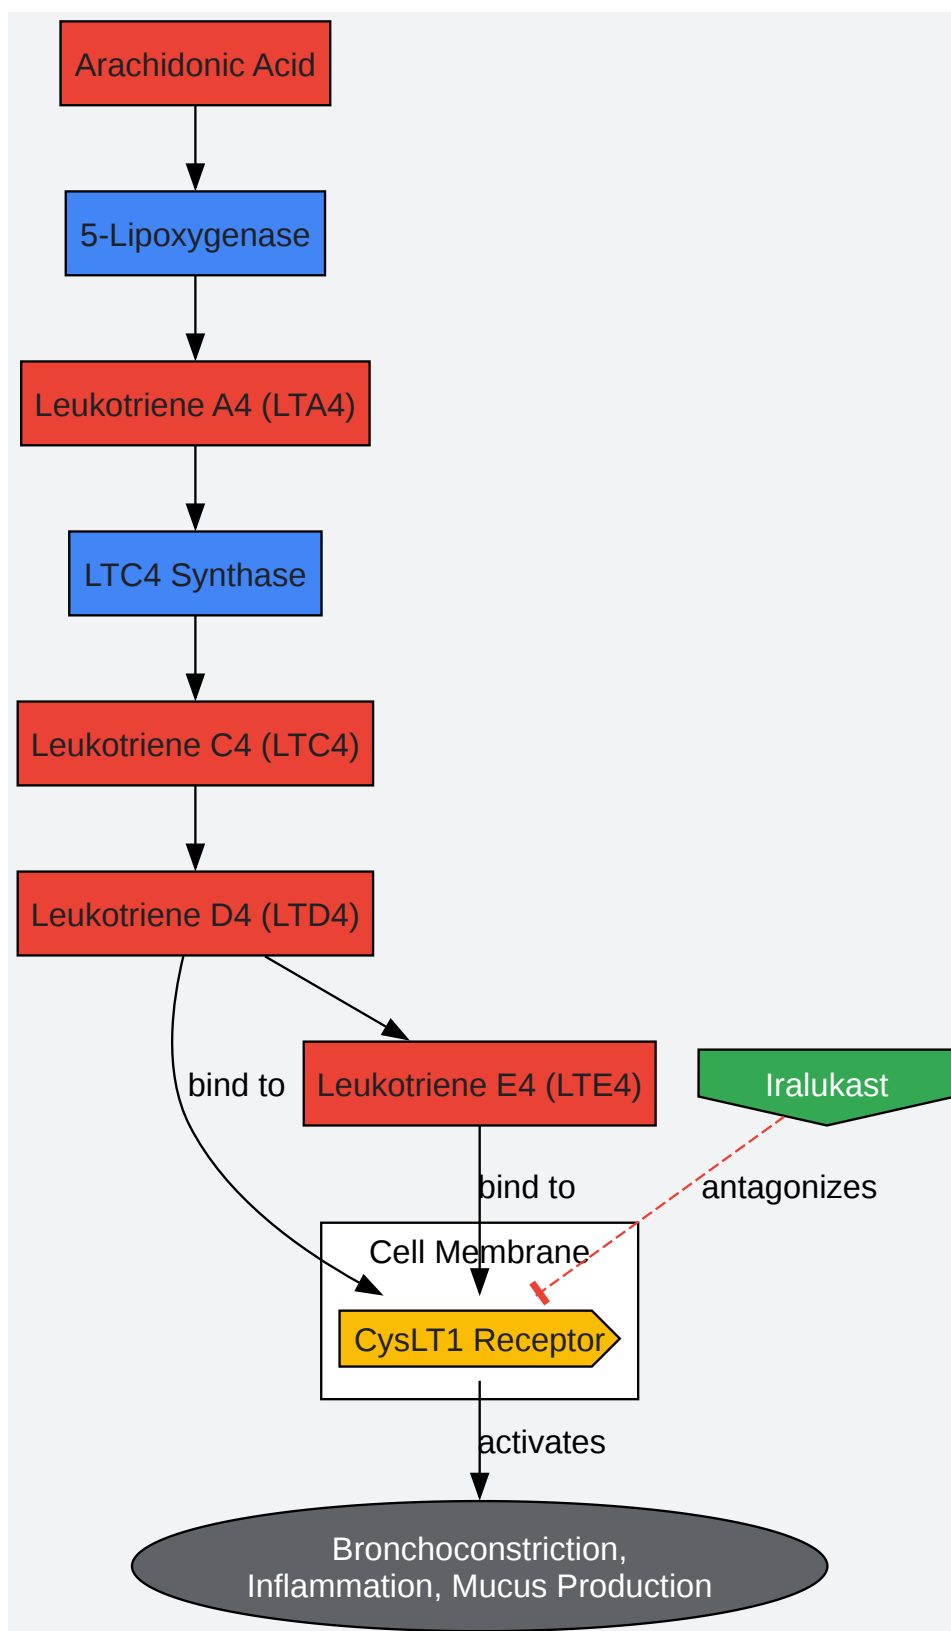 Arachidonic Acid
5-Lipoxygenase
Leukotriene A4 (LTA4)
LTC4 Synthase
Leukotriene C4 (LTC4)
Leukotriene D4 (LTD4)
bind to
Leukotriene E4 (LTE4)
Iralukast
bind to
antagonizes
Cell Membrane
CysLT1 Receptor
activates
Bronchoconstriction,
Inflammation, Mucus Production